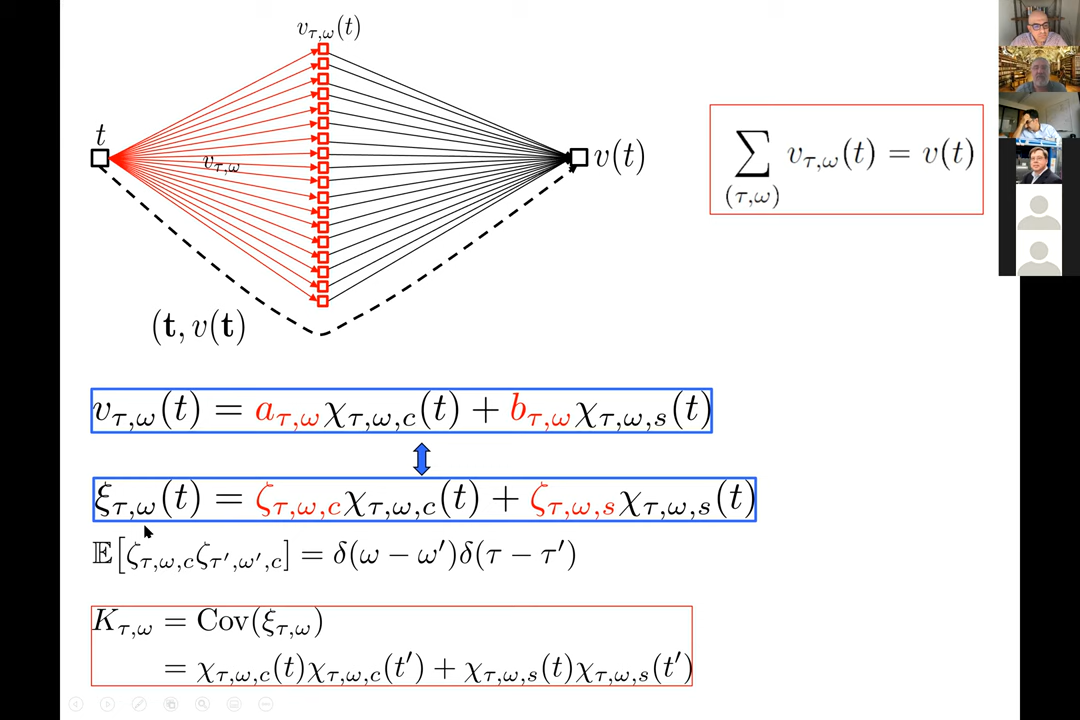 v_{τ,ω}(t)
t
v_{τ,ω}
v(t)
∑_{(τ,ω)} v_{τ,ω}(t) = v(t)
(𝐭, v(𝐭)
v_{τ,ω}(t) = a_{τ,ω}χ_{τ,ω,c}(t) + b_{τ,ω}χ_{τ,ω,s}(t)
ξ_{τ,ω}(t) = ζ_{τ,ω,c}χ_{τ,ω,c}(t) + ζ_{τ,ω,s}χ_{τ,ω,s}(t)
𝔼[ζ_{τ,ω,c}ζ_{τ′,ω′,c}] = δ(ω − ω′)δ(τ − τ′)
K_{τ,ω} = Cov(ξ_{τ,ω})
= χ_{τ,ω,c}(t)χ_{τ,ω,c}(t′) + χ_{τ,ω,s}(t)χ_{τ,ω,s}(t′)